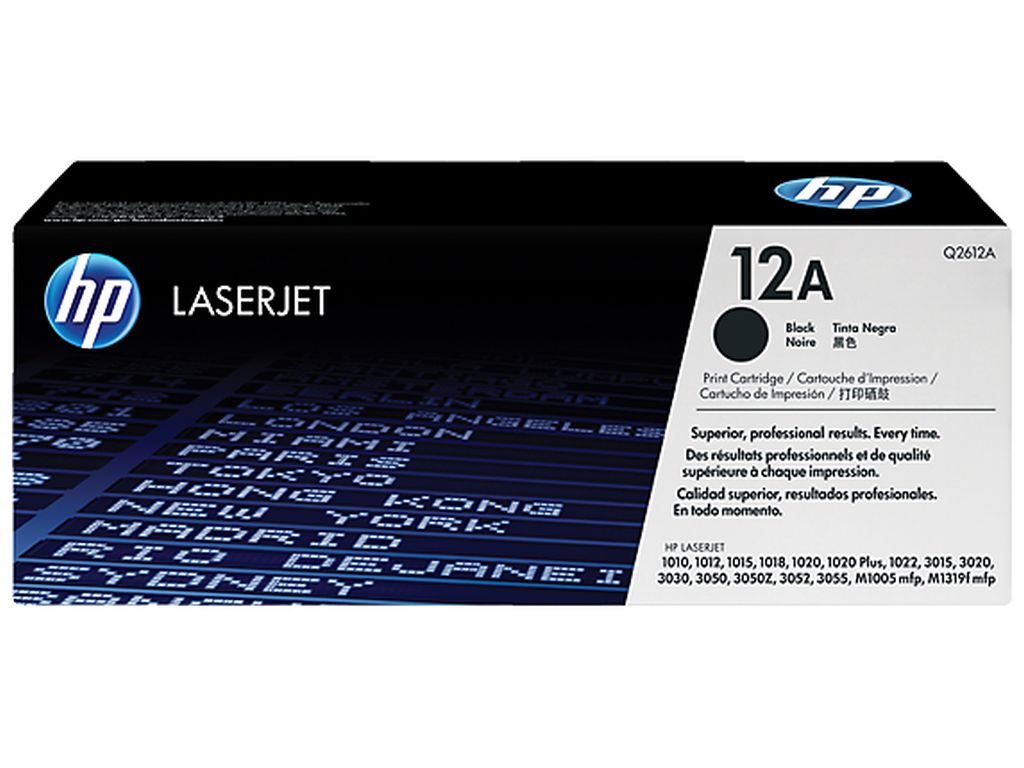 hp
hp
LASERJET
12A
Q2612A
Black Tinta Negra
Noire 黑色
Print Cartridge / Cartouche d'Impression /
Cartucho de Impresión / 打印硒鼓
Superior, professional results. Every time.
Des résultats professionnels et de qualité
supérieure à chaque impression.
Calidad superior, resultados profesionales.
En todo momento.
HP LASERJET
1010, 1012, 1015, 1018, 1020, 1020 Plus, 1022, 3015, 3020,
3030, 3050, 3050Z, 3052, 3055, M1005 mfp, M1319f mfp
LOS ANGELES
LONDON
MIAMI
PARIS
TOKYO
HONG KONG
NEW YORK
MADRID
RIO DEJANEI
SYDNEY